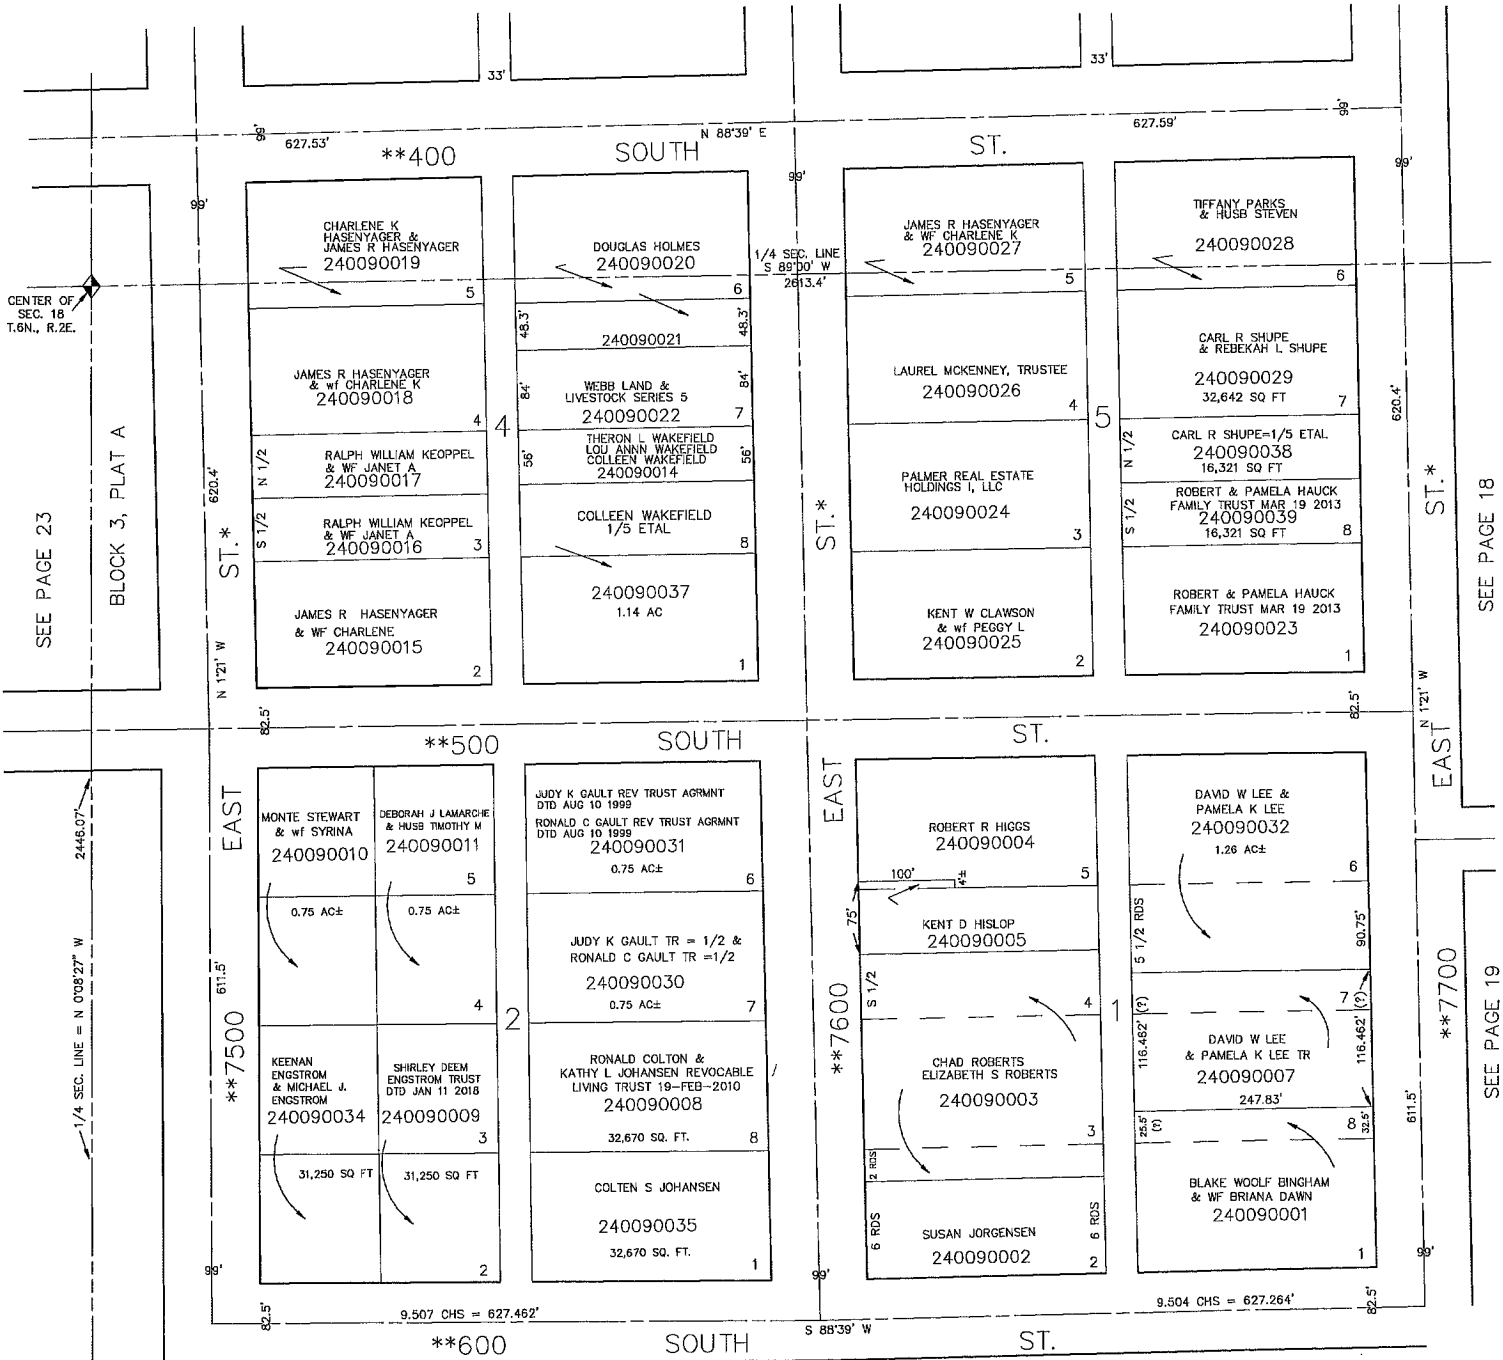 33'
33'
99'
627.53'
N 88°39' E
627.59'
99'
**400
SOUTH
ST.
99'
99'
99'
CHARLENE K
HASENYAGER &
JAMES R HASENYAGER
240090019
5
DOUGLAS HOLMES
240090020
6
1/4 SEC. LINE
S 89°00' W
2613.4'
JAMES R HASENYAGER
& WF CHARLENE K
240090027
5
TIFFANY PARKS
& HUSB STEVEN
240090028
6
CENTER OF
SEC. 18
T.6N., R.2E.
48.3'
240090021
48.3'
JAMES R HASENYAGER
& wf CHARLENE K
240090018
4
4
84'
WEBB LAND &
LIVESTOCK SERIES 5
240090022
84'
7
LAUREL MCKENNEY, TRUSTEE
240090026
4
5
CARL R SHUPE
& REBEKAH L SHUPE
240090029
32,642 SQ FT
7
620.4'
N 1/2
RALPH WILLIAM KEOPPEL
& WF JANET A
240090017
56'
THERON L WAKEFIELD
LOU ANNN WAKEFIELD
COLLEEN WAKEFIELD
240090014
56'
N 1/2
CARL R SHUPE=1/5 ETAL
240090038
16,321 SQ FT
620.4'
S 1/2
RALPH WILLIAM KEOPPEL
& WF JANET A
240090016
3
COLLEEN WAKEFIELD
1/5 ETAL
8
PALMER REAL ESTATE
HOLDINGS I, LLC
240090024
3
S 1/2
ROBERT & PAMELA HAUCK
FAMILY TRUST MAR 19 2013
240090039
16,321 SQ FT
8
ST.*
ST.*
ST.*
SEE PAGE 23
BLOCK 3, PLAT A
SEE PAGE 18
JAMES R HASENYAGER
& WF CHARLENE
240090015
2
240090037
1.14 AC
1
KENT W CLAWSON
& wf PEGGY L
240090025
2
ROBERT & PAMELA HAUCK
FAMILY TRUST MAR 19 2013
240090023
1
N 1°21' W
N 1°21' W
82.5'
82.5'
**500
SOUTH
ST.
EAST
EAST
EAST
2446.07'
MONTE STEWART
& wf SYRINA
240090010
0.75 AC±
DEBORAH J LAMARCHE
& HUSB TIMOTHY M
240090011
5
0.75 AC±
4
JUDY K GAULT REV TRUST AGRMNT
DTD AUG 10 1999
RONALD C GAULT REV TRUST AGRMNT
DTD AUG 10 1999
240090031
0.75 AC±
6
ROBERT R HIGGS
240090004
5
100'
4'±
75'
KENT D HISLOP
240090005
S 1/2
4
DAVID W LEE &
PAMELA K LEE
240090032
1.26 AC±
6
5 1/2 RDS
90.75'
JUDY K GAULT TR = 1/2 &
RONALD C GAULT TR =1/2
240090030
0.75 AC±
7
2
1
611.5'
1/4 SEC. LINE = N 0°08'27" W
**7500
**7600
**7700
SEE PAGE 19
KEENAN
ENGSTROM
& MICHAEL J.
ENGSTROM
240090034
31,250 SQ FT
SHIRLEY DEEM
ENGSTROM TRUST
DTD JAN 11 2018
240090009
3
31,250 SQ FT
2
RONALD COLTON &
KATHY L JOHANSEN REVOCABLE
LIVING TRUST 19-FEB-2010
240090008
32,670 SQ. FT.
8
CHAD ROBERTS
ELIZABETH S ROBERTS
240090003
3
2 RDS
116.462' (?)
7
DAVID W LEE
& PAMELA K LEE TR
240090007
247.83'
116.462' (?)
25.5'
(?)
8
32.5'
611.5'
COLTEN S JOHANSEN
240090035
32,670 SQ. FT.
1
6 RDS
SUSAN JORGENSEN
240090002
6 RDS
2
BLAKE WOOLF BINGHAM
& WF BRIANA DAWN
240090001
1
99'
99'
99'
82.5'
9.507 CHS = 627.462'
S 88°39' W
9.504 CHS = 627.264'
82.5'
**600
SOUTH
ST.